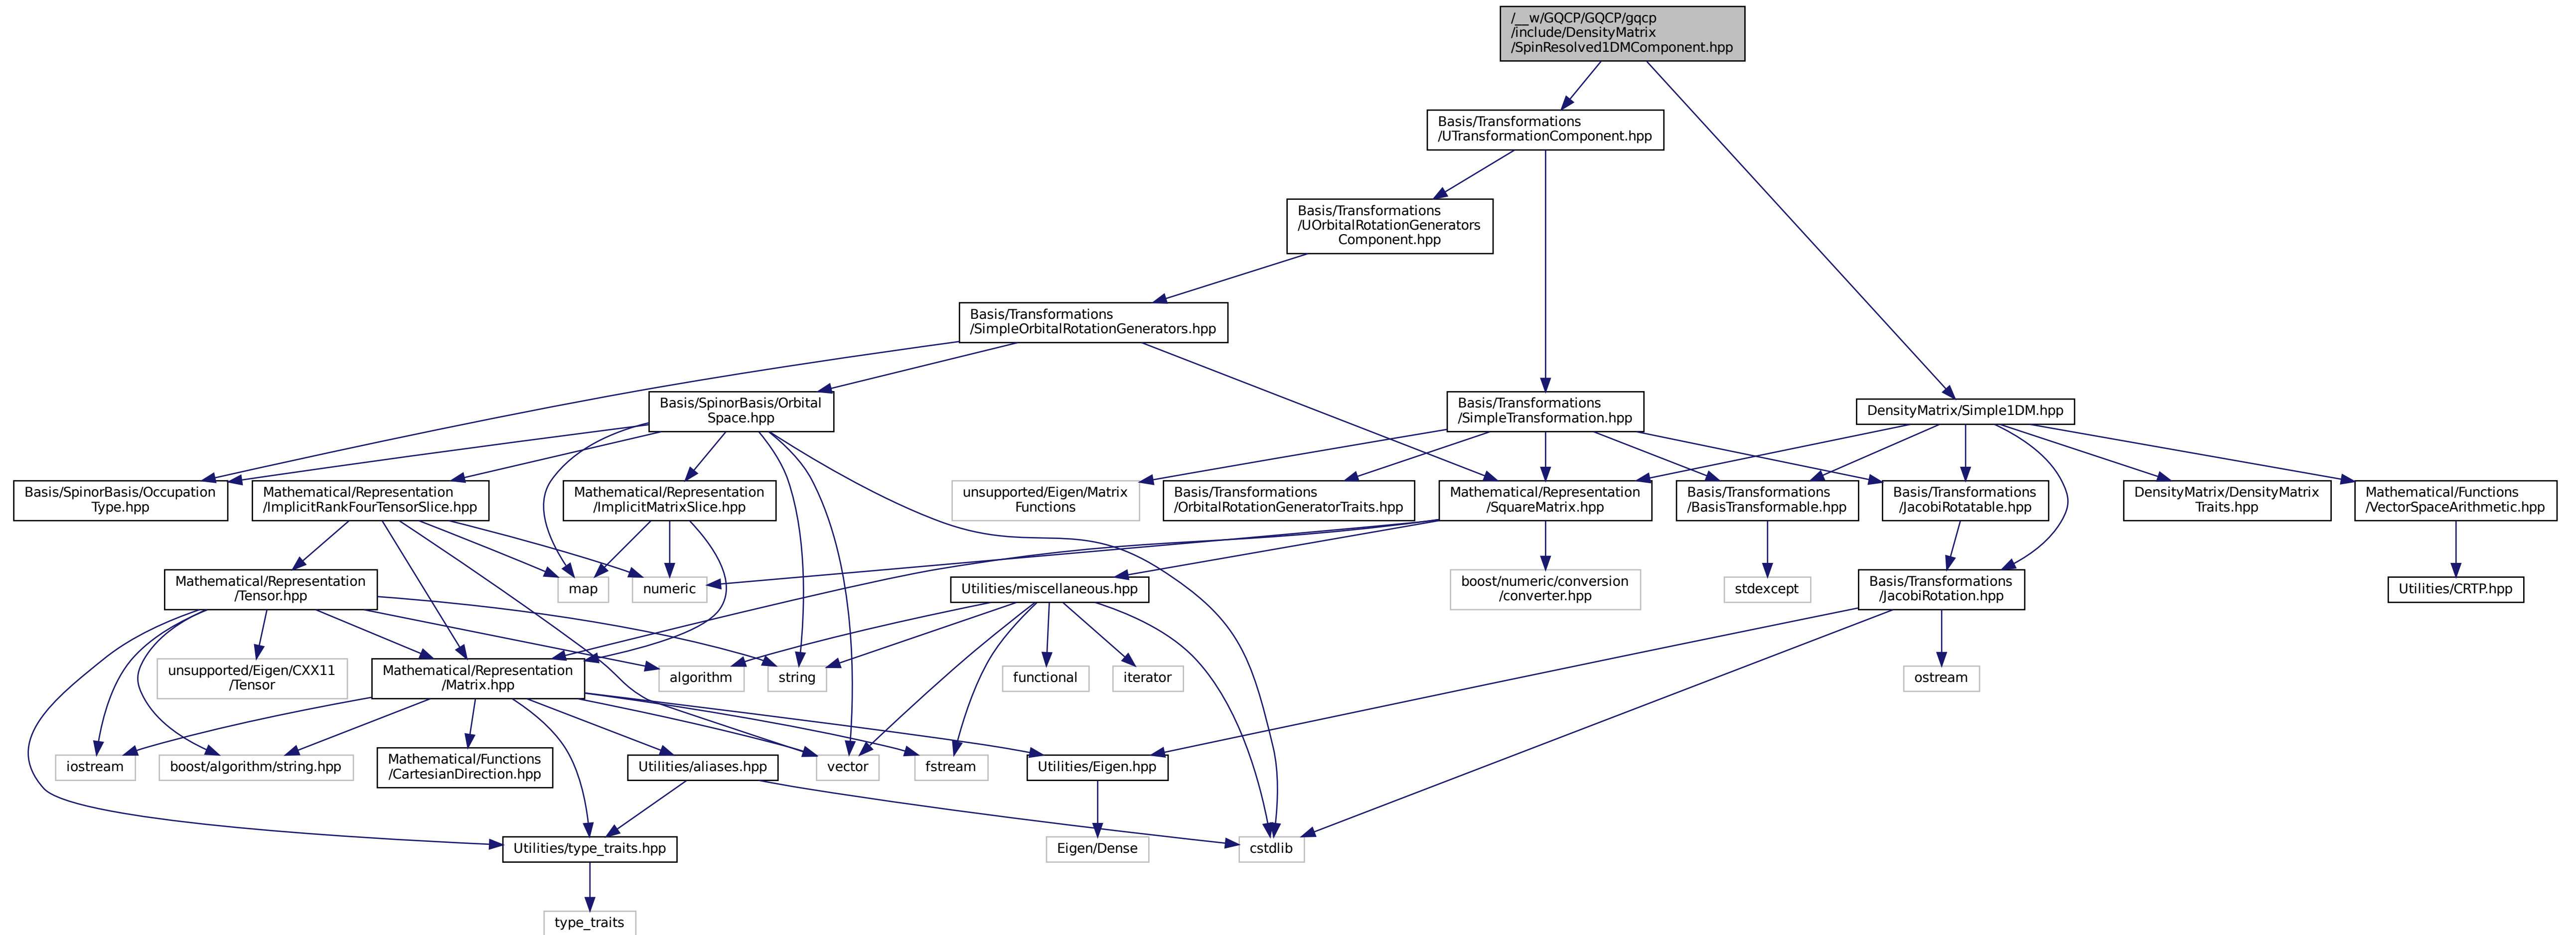 /__w/GQCP/GQCP/gqcp
/include/DensityMatrix
/SpinResolved1DMComponent.hpp
Basis/Transformations
/UTransformationComponent.hpp
Basis/Transformations
/UOrbitalRotationGenerators
Component.hpp
Basis/Transformations
/SimpleOrbitalRotationGenerators.hpp
Basis/SpinorBasis/Orbital
Space.hpp
Basis/Transformations
/SimpleTransformation.hpp
DensityMatrix/Simple1DM.hpp
Basis/SpinorBasis/Occupation
Type.hpp
Mathematical/Representation
/ImplicitRankFourTensorSlice.hpp
Mathematical/Representation
/ImplicitMatrixSlice.hpp
unsupported/Eigen/Matrix
Functions
Basis/Transformations
/OrbitalRotationGeneratorTraits.hpp
Mathematical/Representation
/SquareMatrix.hpp
Basis/Transformations
/BasisTransformable.hpp
Basis/Transformations
/JacobiRotatable.hpp
DensityMatrix/DensityMatrix
Traits.hpp
Mathematical/Functions
/VectorSpaceArithmetic.hpp
Mathematical/Representation
/Tensor.hpp
map
numeric
Utilities/miscellaneous.hpp
boost/numeric/conversion
/converter.hpp
stdexcept
Basis/Transformations
/JacobiRotation.hpp
Utilities/CRTP.hpp
unsupported/Eigen/CXX11
/Tensor
Mathematical/Representation
/Matrix.hpp
algorithm
string
functional
iterator
ostream
iostream
boost/algorithm/string.hpp
Mathematical/Functions
/CartesianDirection.hpp
Utilities/aliases.hpp
vector
fstream
Utilities/Eigen.hpp
Utilities/type_traits.hpp
Eigen/Dense
cstdlib
type_traits